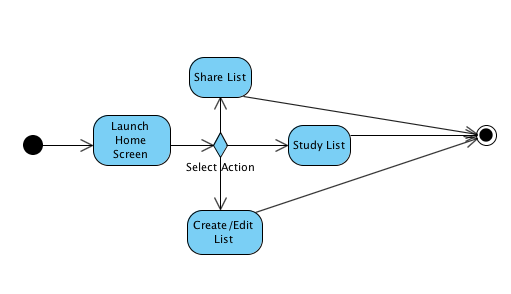 Share List
Launch
Home
Screen
Study List
Select Action
Create/Edit
List